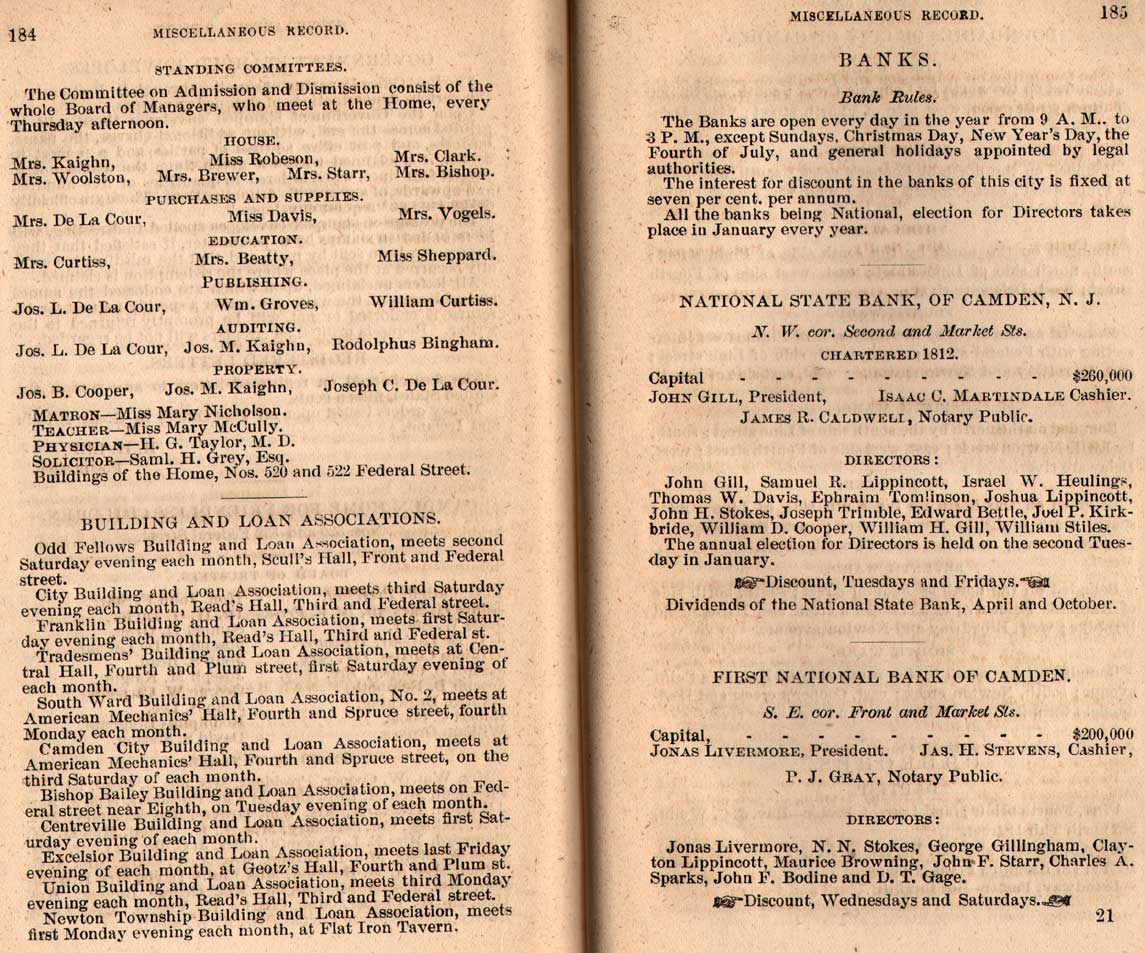 184
MISCELLANEOUS RECORD.
STANDING COMMITTEES.
The Committee on Admission and Dismission consist of the
whole Board of Managers, who meet at the Home, every
Thursday afternoon.
HOUSE.
Mrs. Kaighn, Miss Robeson, Mrs. Clark.
Mrs. Woolston, Mrs. Brewer, Mrs. Starr, Mrs. Bishop.
PURCHASES AND SUPPLIES.
Mrs. De La Cour, Miss Davis, Mrs. Vogels.
EDUCATION.
Mrs. Curtiss, Mrs. Beatty, Miss Sheppard.
PUBLISHING.
Jos. L. De La Cour, Wm. Groves, William Curtiss.
AUDITING.
Jos. L. De La Cour, Jos. M. Kaighn, Rodolphus Bingham.
PROPERTY.
Jos. B. Cooper, Jos. M. Kaighn, Joseph C. De La Cour.
MATRON—Miss Mary Nicholson.
TEACHER—Miss Mary McCully.
PHYSICIAN—H. G. Taylor, M. D.
SOLICITOR—Saml. H. Grey, Esq.
Buildings of the Home, Nos. 520 and 522 Federal Street.
BUILDING AND LOAN ASSOCIATIONS.
Odd Fellows Building and Loan Association, meets second
Saturday evening each month, Scull's Hall, Front and Federal
street.
City Building and Loan Association, meets third Saturday
evening each month, Read's Hall, Third and Federal street.
Franklin Building and Loan Association, meets first Satur-
day evening each month, Read's Hall, Third and Federal st.
Tradesmens' Building and Loan Association, meets at Cen-
tral Hall, Fourth and Plum street, first Saturday evening of
each month.
South Ward Building and Loan Association, No. 2, meets at
American Mechanics' Hall, Fourth and Spruce street, fourth
Monday each month.
Camden City Building and Loan Association, meets at
American Mechanics' Hall, Fourth and Spruce street, on the
third Saturday of each month.
Bishop Bailey Building and Loan Association, meets on Fed-
eral street near Eighth, on Tuesday evening of each month.
Centreville Building and Loan Association, meets first Sat-
urday evening of each month.
Excelsior Building and Loan Association, meets last Friday
evening of each month, at Geotz's Hall, Fourth and Plum st.
Union Building and Loan Association, meets third Monday
evening each month, Read's Hall, Third and Federal street.
Newton Township Building and Loan Association, meets
first Monday evening each month, at Flat Iron Tavern.
MISCELLANEOUS RECORD.
185
BANKS.
Bank Rules.
The Banks are open every day in the year from 9 A. M.. to
3 P. M., except Sundays, Christmas Day, New Year's Day, the
Fourth of July, and general holidays appointed by legal
authorities.
The interest for discount in the banks of this city is fixed at
seven per cent. per annum.
All the banks being National, election for Directors takes
place in January every year.
NATIONAL STATE BANK, OF CAMDEN, N. J.
N. W. cor. Second and Market Sts.
CHARTERED 1812.
Capital - - - - - - - - - $260,000
JOHN GILL, President, ISAAC C. MARTINDALE Cashier.
JAMES R. CALDWELL, Notary Public.
DIRECTORS:
John Gill, Samuel R. Lippincott, Israel W. Heulings,
Thomas W. Davis, Ephraim Tomlinson, Joshua Lippincott,
John H. Stokes, Joseph Trimble, Edward Bettle, Joel P. Kirk-
bride, William D. Cooper, William H. Gill, William Stiles.
The annual election for Directors is held on the second Tues-
day in January.
☞Discount, Tuesdays and Fridays.☜
Dividends of the National State Bank, April and October.
FIRST NATIONAL BANK OF CAMDEN.
S. E. cor. Front and Market Sts.
Capital, - - - - - - - - - $200,000
JONAS LIVERMORE, President. JAS. H. STEVENS, Cashier,
P. J. GRAY, Notary Public.
DIRECTORS:
Jonas Livermore, N. N. Stokes, George Gillingham, Clay-
ton Lippincott, Maurice Browning, John F. Starr, Charles A.
Sparks, John F. Bodine and D. T. Gage.
☞Discount, Wednesdays and Saturdays.☜
21